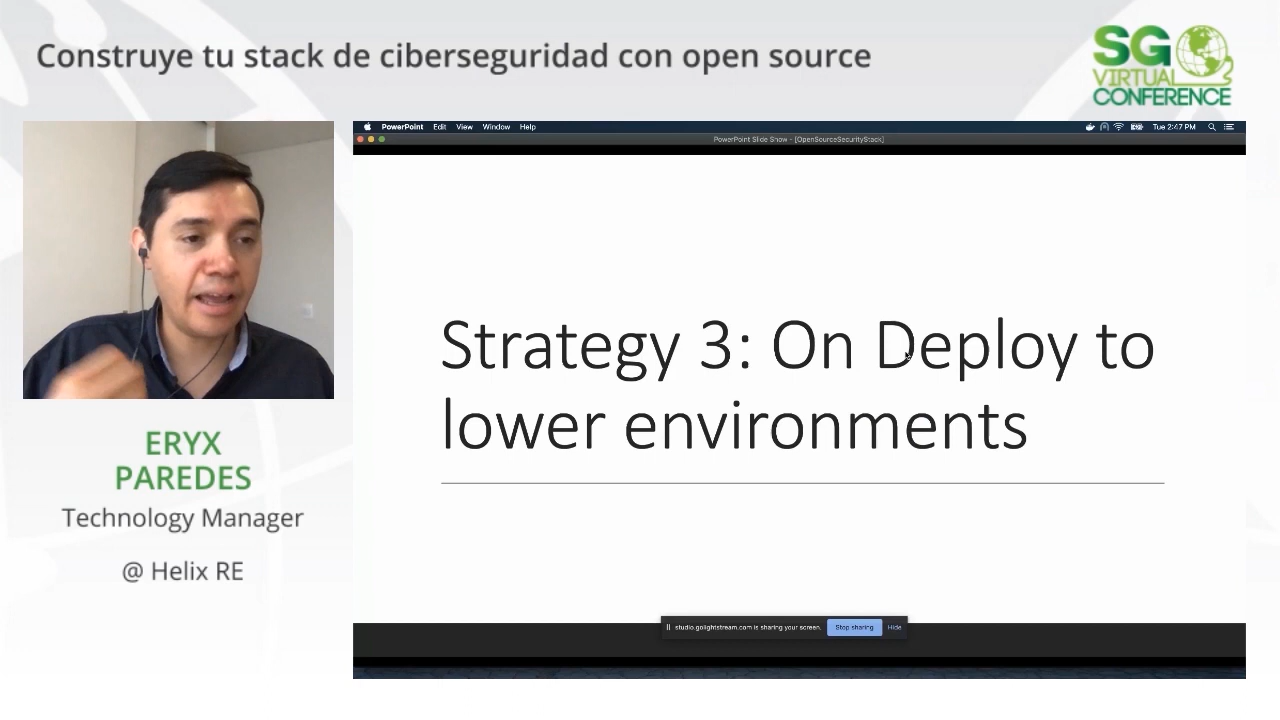 Construye tu stack de ciberseguridad con open source
SG
VIRTUAL
CONFERENCE
PowerPoint Edit View Window Help
Tue 2:47 PM
PowerPoint Slide Show - [OpenSourceSecurityStack]
Strategy 3: On Deploy to
lower environments
studio.golightstream.com is sharing your screen. Stop sharing Hide
ERYX
PAREDES
Technology Manager
@ Helix RE